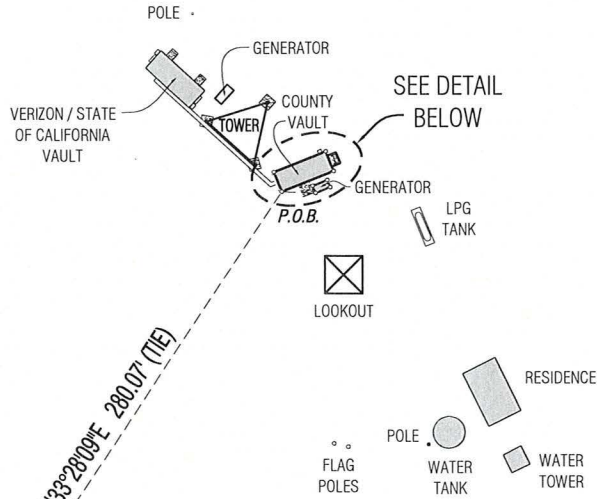 POLE
GENERATOR
SEE DETAIL
BELOW
COUNTY
VAULT
TOWER
VERIZON / STATE
OF CALIFORNIA
VAULT
GENERATOR
P.O.B.
LPG
TANK
LOOKOUT
33°28'09"E 280.07' (TIE)
RESIDENCE
POLE
FLAG
POLES
WATER
TANK
WATER
TOWER